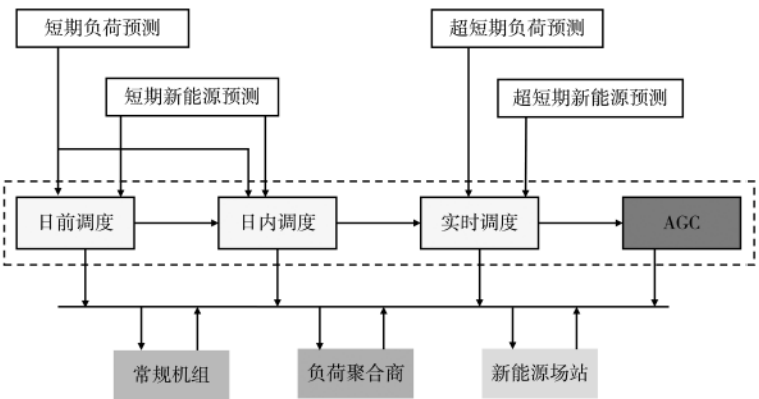 短期负荷预测
超短期负荷预测
短期新能源预测
超短期新能源预测
日前调度
日内调度
实时调度
AGC
常规机组
负荷聚合商
新能源场站